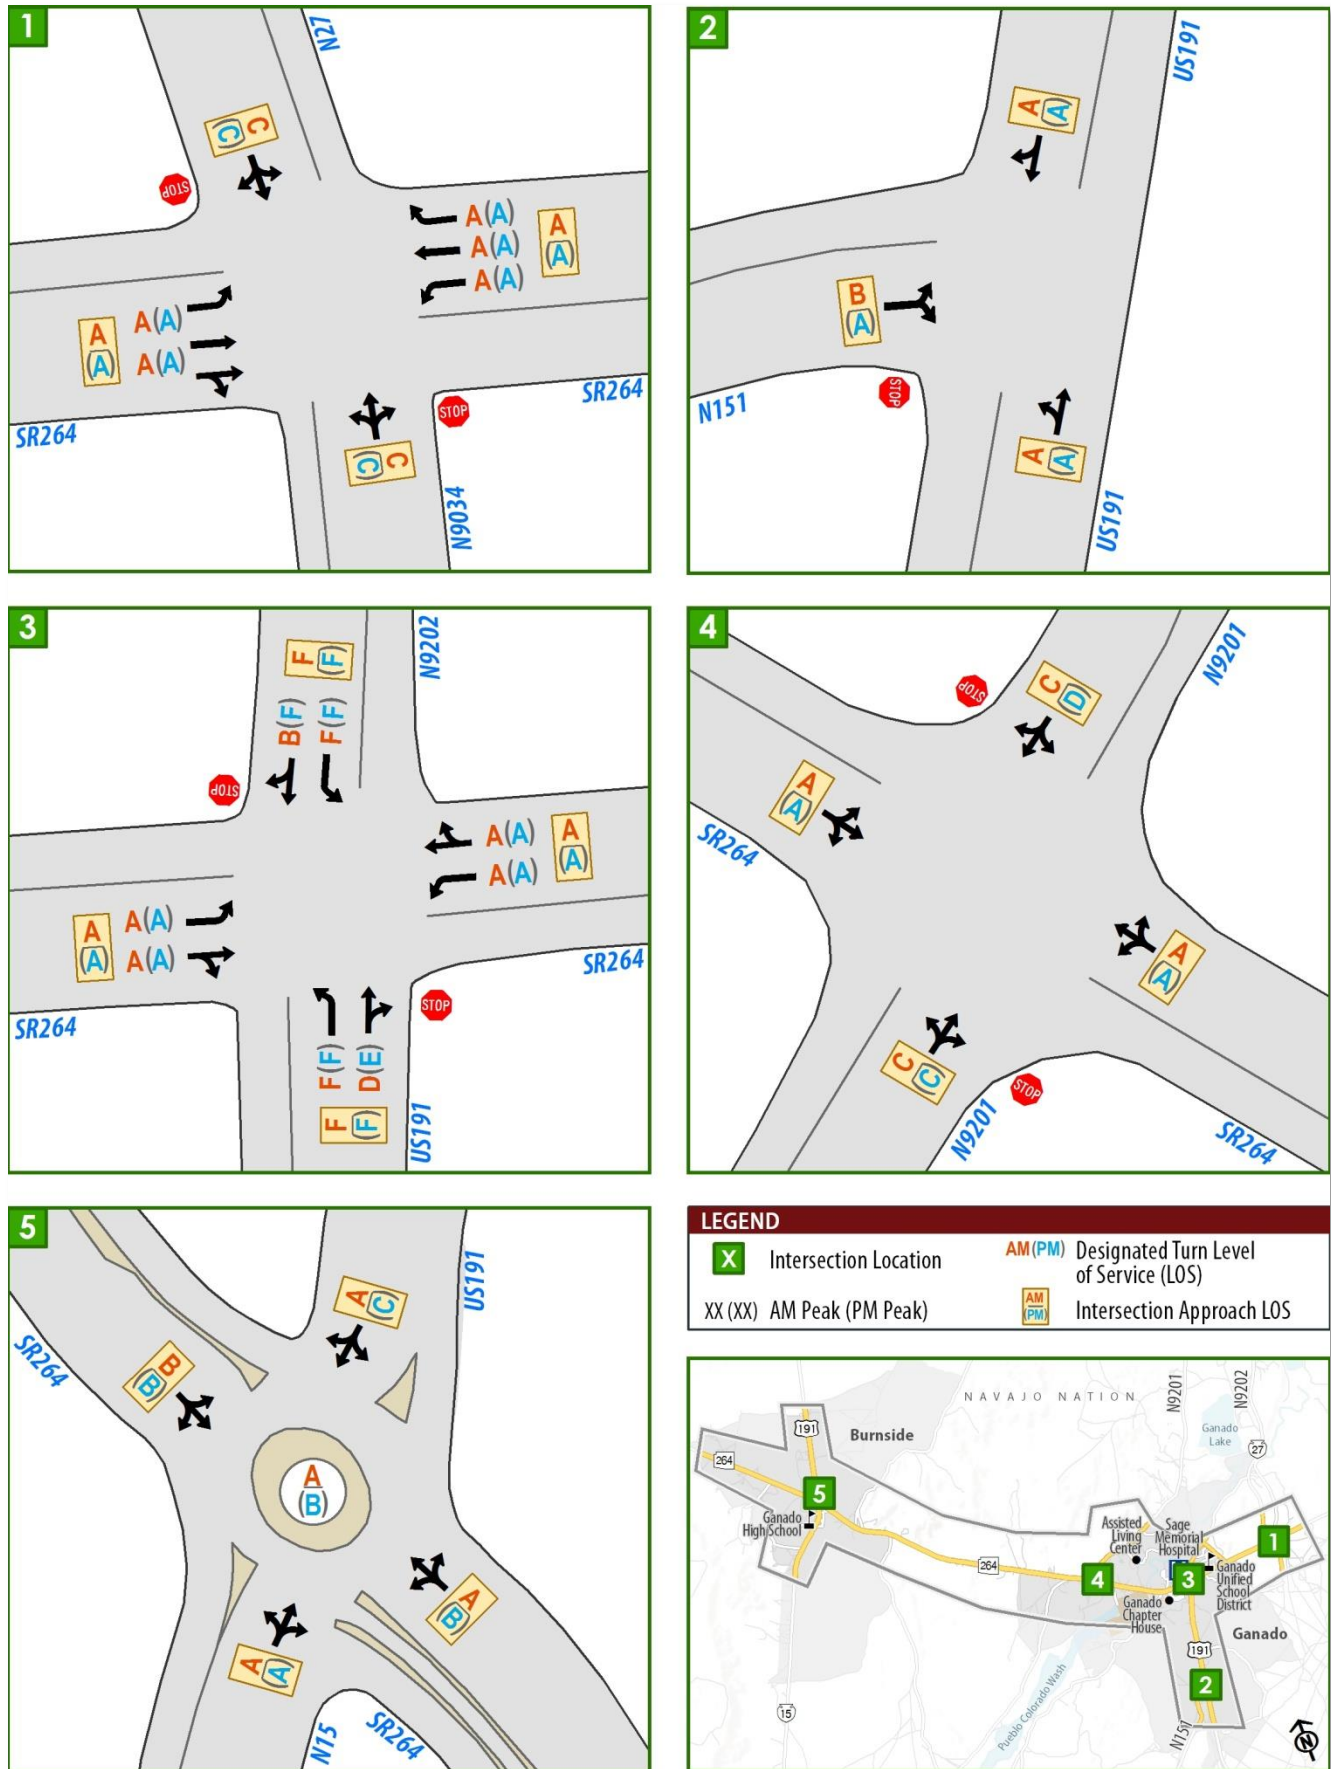 1
N27
C
(C)
STOP
A(A)
A(A)
A(A)
A
(A)
A
(A)
A(A)
A(A)
SR264
SR264
STOP
C
(C)
N9034
2
US191
A
(A)
B
(A)
STOP
N151
A
(A)
US191
3
N9202
F
(F)
B(F)
F(F)
STOP
A(A)
A(A)
A
(A)
A
(A)
A(A)
A(A)
SR264
SR264
STOP
F(F)
D(E)
F
(F)
US191
4
N9201
STOP
C
(D)
A
(A)
SR264
A
(A)
C
(C)
N9201
STOP
SR264
5
US191
A
(C)
SR264
B
(B)
A
(B)
A
(B)
A
(A)
N15
SR264
LEGEND
X Intersection Location
AM(PM) Designated Turn Level
of Service (LOS)
XX (XX) AM Peak (PM Peak)
AM
(PM)
Intersection Approach LOS
NAVAJO NATION
N9201
N9202
Ganado
Lake
27
191
Burnside
264
5
Ganado
High School
Assisted
Living
Center
Sage
Memorial
Hospital
1
264
4
3
Ganado
Unified
School
District
Ganado
Chapter
House
Ganado
191
2
Pueblo Colorado Wash
15
N151
N